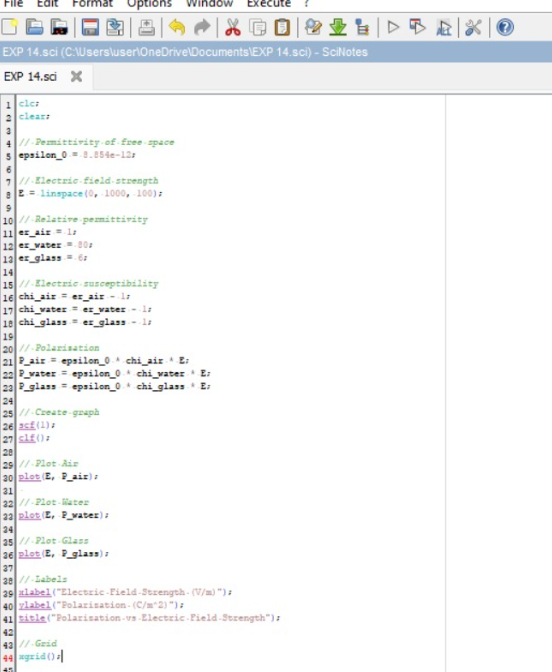 File Edit Format Options Window Execute ?
EXP 14.sci (C:\Users\user\OneDrive\Documents\EXP 14.sci) - SciNotes
EXP 14.sci
1 clc;
2 clear;
3
4 // Permittivity of free space
5 epsilon_0 = 8.854e-12;
6
7 // Electric field strength
8 E = linspace(0, 1000, 100);
9
10 // Relative permittivity
11 er_air = 1;
12 er_water = 80;
13 er_glass = 6;
14
15 // Electric susceptibility
16 chi_air = er_air - 1;
17 chi_water = er_water - 1;
18 chi_glass = er_glass - 1;
19
20 // Polarization
21 P_air = epsilon_0 * chi_air * E;
22 P_water = epsilon_0 * chi_water * E;
23 P_glass = epsilon_0 * chi_glass * E;
24
25 // Create graph
26 scf(1);
27 clf();
28
29 // Plot Air
30 plot(E, P_air);
31
32 // Plot Water
33 plot(E, P_water);
34
35 // Plot Glass
36 plot(E, P_glass);
37
38 // Labels
39 xlabel("Electric Field Strength (V/m)");
40 ylabel("Polarization (C/m^2)");
41 title("Polarization vs Electric Field Strength");
42
43 // Grid
44 xgrid();
45